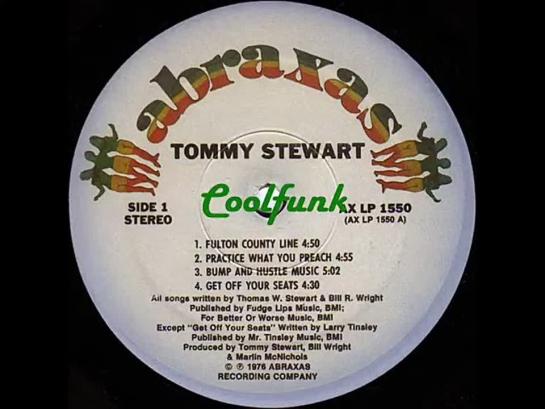 abraxas
TOMMY STEWART
SIDE 1
STEREO
Coolfunk
AX LP 1550
(AX LP 1550 A)
1. FULTON COUNTY LINE 4:50
2. PRACTICE WHAT YOU PREACH 4:55
3. BUMP AND HUSTLE MUSIC 5:02
4. GET OFF YOUR SEATS 4:30
All songs written by Thomas W. Stewart & Bill R. Wright
Published by Fudge Lips Music, BMI;
For Better Or Worse Music, BMI
Except "Get Off Your Seats" Written by Larry Tinsley
Published by Mr. Tinsley Music, BMI
Produced by Tommy Stewart, Bill Wright
& Marlin McNichols
© ℗ 1976 ABRAXAS
RECORDING COMPANY